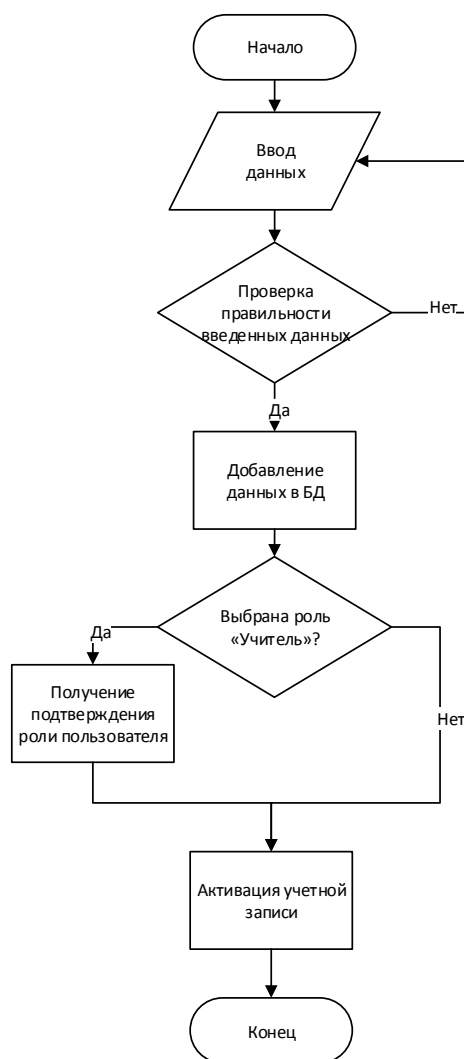 Начало
Ввод
данных
Проверка
правильности
введенных данных
Нет
Да
Добавление
данных в БД
Выбрана роль
«Учитель»?
Да
Получение
подтверждения
роли пользователя
Нет
Активация учетной
записи
Конец